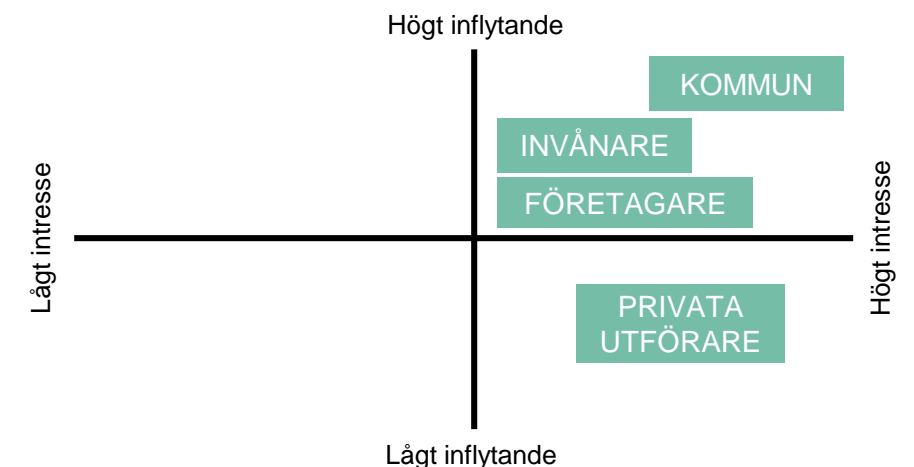 Högt inflytande
KOMMUN
INVÅNARE
FÖRETAGARE
Lågt intresse
Högt intresse
PRIVATA
UTFÖRARE
Lågt inflytande